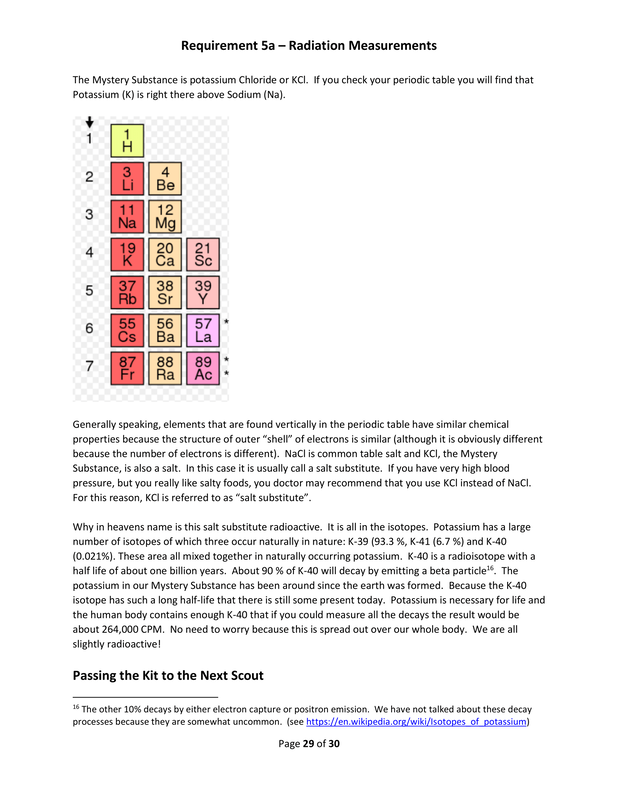 Requirement 5a – Radiation Measurements
The Mystery Substance is potassium Chloride or KCl.  If you check your periodic table you will find that
Potassium (K) is right there above Sodium (Na).
1
1
H
2
3
Li
4
Be
3
11
Na
12
Mg
4
19
K
20
Ca
21
Sc
5
37
Rb
38
Sr
39
Y
6
55
Cs
56
Ba
57
La
*
7
87
Fr
88
Ra
89
Ac
*
*
Generally speaking, elements that are found vertically in the periodic table have similar chemical
properties because the structure of outer “shell” of electrons is similar (although it is obviously different
because the number of electrons is different).  NaCl is common table salt and KCl, the Mystery
Substance, is also a salt.  In this case it is usually call a salt substitute.  If you have very high blood
pressure, but you really like salty foods, you doctor may recommend that you use KCl instead of NaCl.
For this reason, KCl is referred to as “salt substitute”.
Why in heavens name is this salt substitute radioactive.  It is all in the isotopes.  Potassium has a large
number of isotopes of which three occur naturally in nature: K-39 (93.3 %, K-41 (6.7 %) and K-40
(0.021%). These area all mixed together in naturally occurring potassium.  K-40 is a radioisotope with a
half life of about one billion years.  About 90 % of K-40 will decay by emitting a beta particle16.  The
potassium in our Mystery Substance has been around since the earth was formed.  Because the K-40
isotope has such a long half-life that there is still some present today.  Potassium is necessary for life and
the human body contains enough K-40 that if you could measure all the decays the result would be
about 264,000 CPM.  No need to worry because this is spread out over our whole body.  We are all
slightly radioactive!
Passing the Kit to the Next Scout
16 The other 10% decays by either electron capture or positron emission.  We have not talked about these decay
processes because they are somewhat uncommon.  (see https://en.wikipedia.org/wiki/Isotopes_of_potassium)
Page 29 of 30